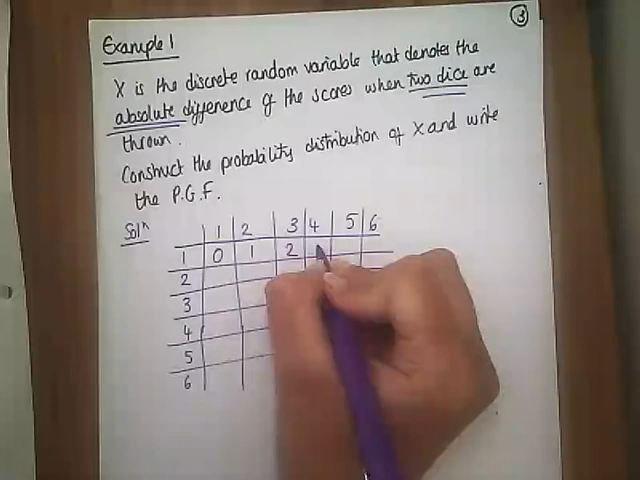 3
Example 1
X is the discrete random variable that denotes the
absolute difference of the scores when two dice are
thrown.
Construct the probability distribution of X and write
the P.G.F.
Solⁿ
1 2 3 4 5 6
1 0 1 2
2
3
4
5
6